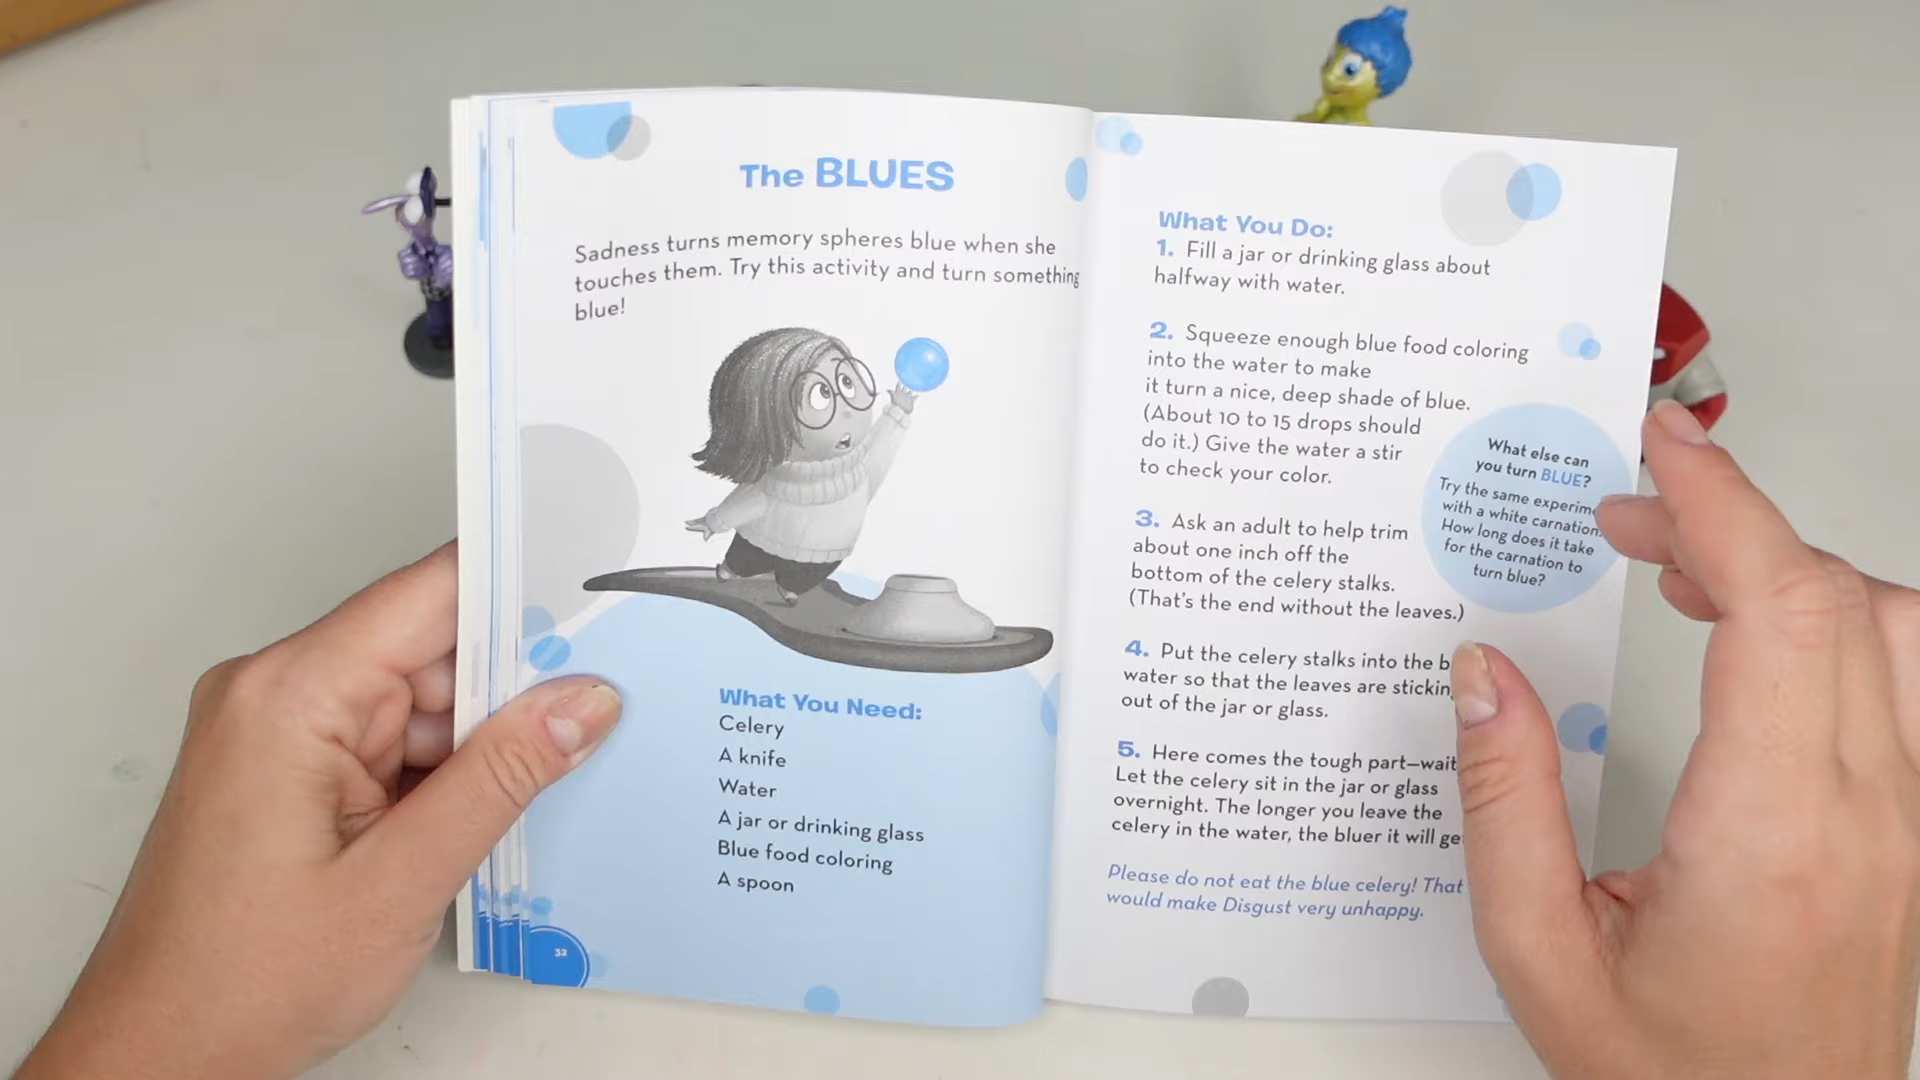 The BLUES
Sadness turns memory spheres blue when she
touches them. Try this activity and turn something
blue!
What You Need:
Celery
A knife
Water
A jar or drinking glass
Blue food coloring
A spoon
32
What You Do:
1. Fill a jar or drinking glass about
halfway with water.
2. Squeeze enough blue food coloring
into the water to make
it turn a nice, deep shade of blue.
(About 10 to 15 drops should
do it.) Give the water a stir
to check your color.
3. Ask an adult to help trim
about one inch off the
bottom of the celery stalks.
(That's the end without the leaves.)
4. Put the celery stalks into the
water so that the leaves are
out of the jar or glass.
5. Here comes the tough part—wait
Let the celery sit in the jar or glass
overnight. The longer you leave the
celery in the water, the bluer it will
Please do not eat the blue celery! That
would make Disgust very unhappy.
What else can
you turn BLUE?
Try the same
with a white carnation.
How long does it take
for the carnation to
turn blue?